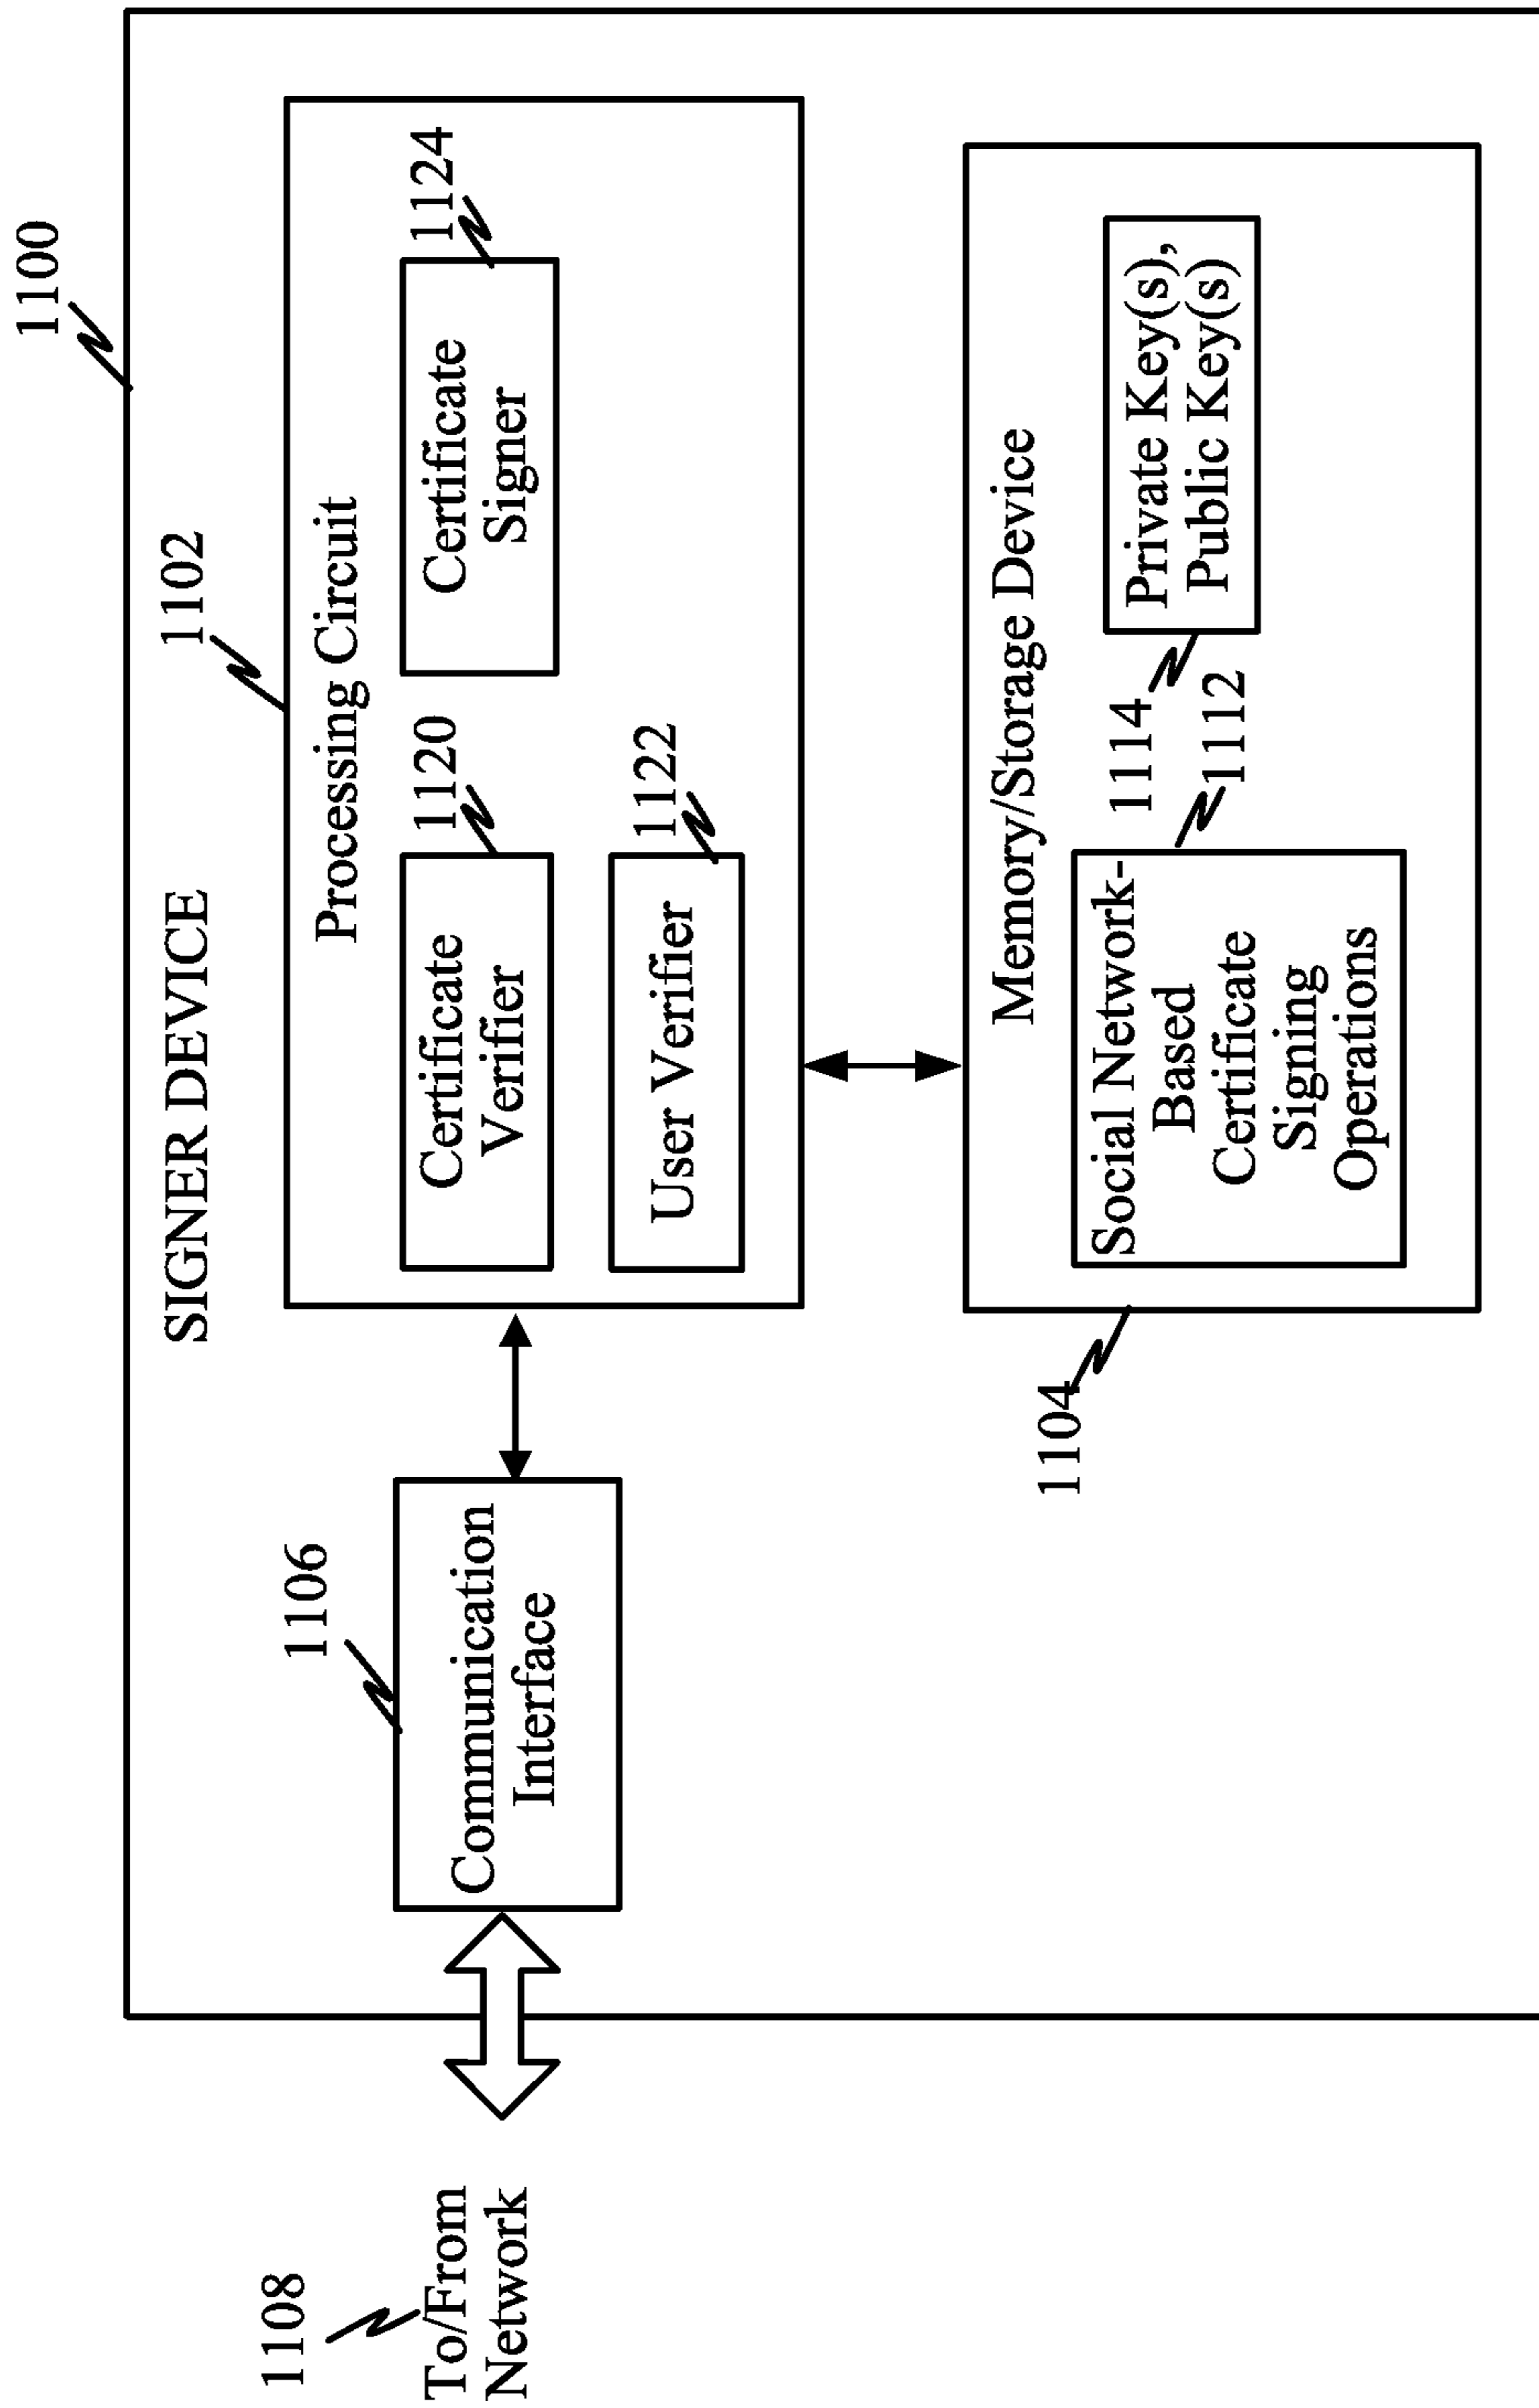 1100
SIGNER DEVICE
1102
Processing Circuit
1120
Certificate
Verifier
1124
Certificate
Signer
1122
User Verifier
1106
Communication
Interface
1108
To/From
Network
Memory/Storage Device
1104
1112
Social Network-
Based
Certificate
Signing
Operations
1114
Private Key(s),
Public Key(s)